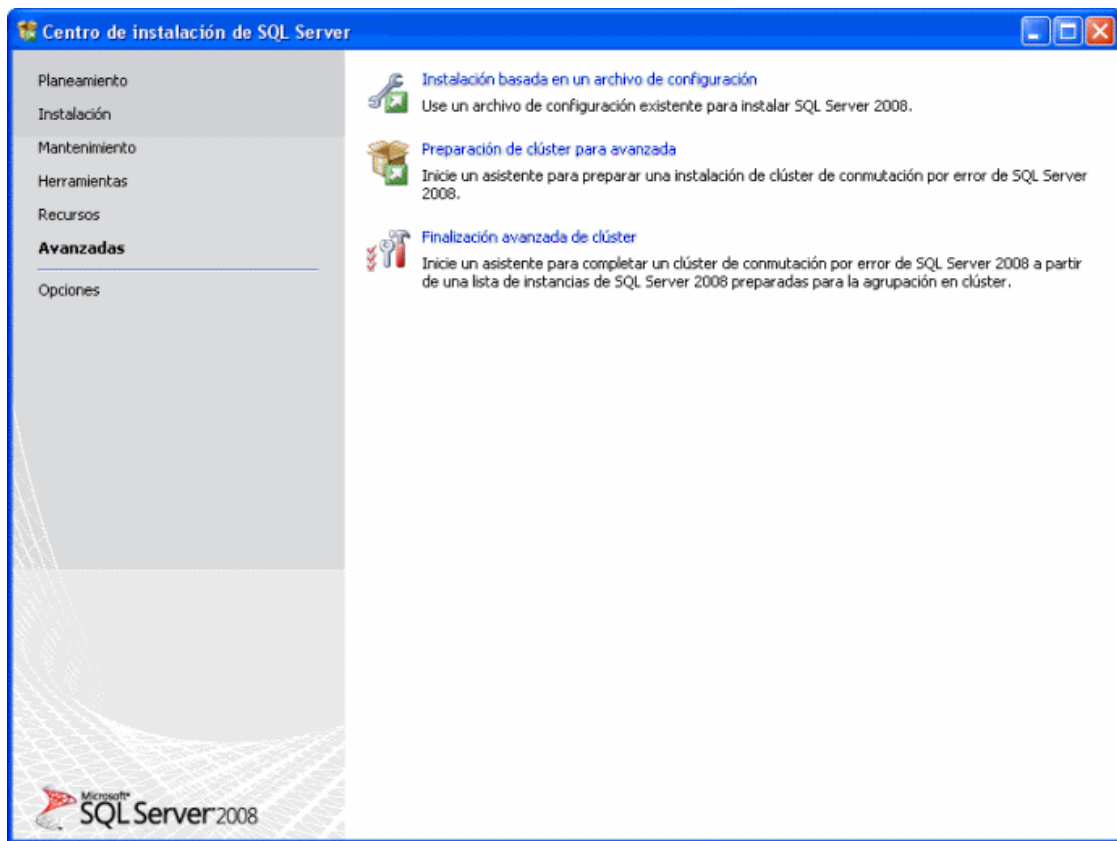 Centro de instalación de SQL Server
Planeamiento
Instalación
Mantenimiento
Herramientas
Recursos
Avanzadas
Opciones
Instalación basada en un archivo de configuración
Use un archivo de configuración existente para instalar SQL Server 2008.
Preparación de clúster para avanzada
Inicie un asistente para preparar una instalación de clúster de conmutación por error de SQL Server
2008.
Finalización avanzada de clúster
Inicie un asistente para completar un clúster de conmutación por error de SQL Server 2008 a partir
de una lista de instancias de SQL Server 2008 preparadas para la agrupación en clúster.
Microsoft®
SQL Server 2008